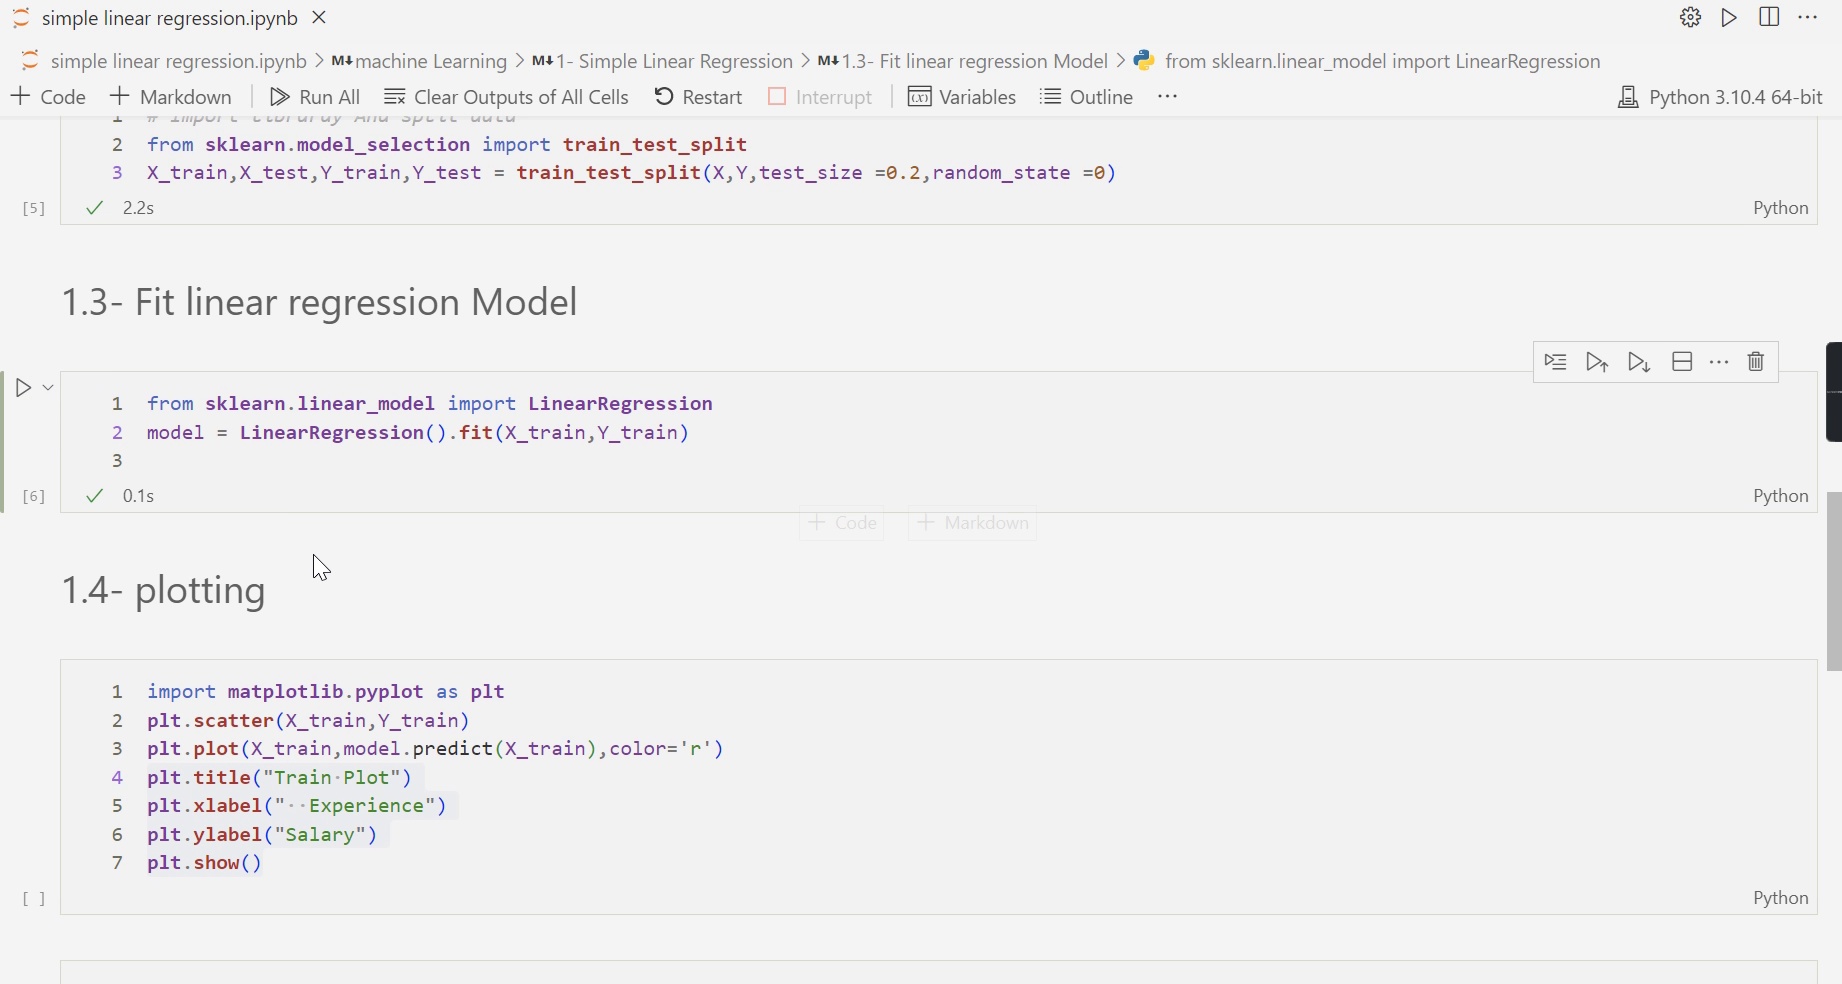 simple linear regression.ipynb
simple linear regression.ipynb > M↓ machine Learning > M↓ 1- Simple Linear Regression > M↓ 1.3- Fit linear regression Model > from sklearn.linear_model import LinearRegression
+ Code + Markdown Run All Clear Outputs of All Cells Restart Interrupt Variables Outline ··· Python 3.10.4 64-bit
2 from sklearn.model_selection import train_test_split
3 X_train,X_test,Y_train,Y_test = train_test_split(X,Y,test_size =0.2,random_state =0)
[5] ✓ 2.2s Python
1.3- Fit linear regression Model
1 from sklearn.linear_model import LinearRegression
2 model = LinearRegression().fit(X_train,Y_train)
3
[6] ✓ 0.1s Python
+ Code + Markdown
1.4- plotting
1 import matplotlib.pyplot as plt
2 plt.scatter(X_train,Y_train)
3 plt.plot(X_train,model.predict(X_train),color='r')
4 plt.title("Train·Plot")
5 plt.xlabel("··Experience")
6 plt.ylabel("Salary")
7 plt.show()
[ ] Python